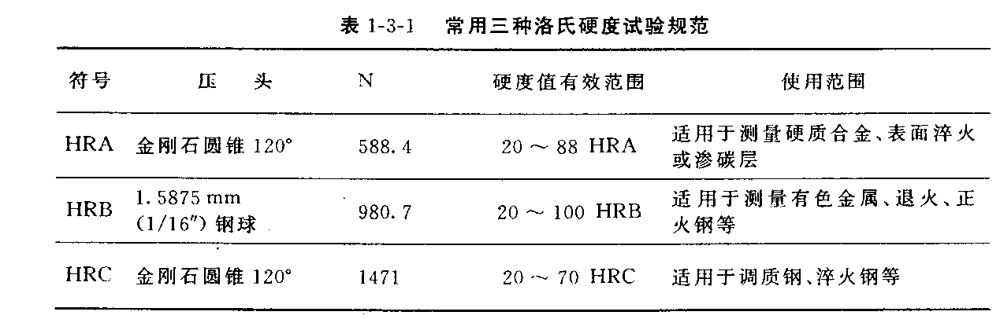 表 1-3-1 常用三种洛氏硬度试验规范
符号 压 头 N 硬度值有效范围 使用范围
HRA 金刚石圆锥 120° 588.4 20～88 HRA 适用于测量硬质合金、表面淬火
或渗碳层
HRB 1.5875 mm
(1/16″) 钢球 980.7 20～100 HRB 适用于测量有色金属、退火、正
火钢等
HRC 金刚石圆锥 120° 1471 20～70 HRC 适用于调质钢、淬火钢等